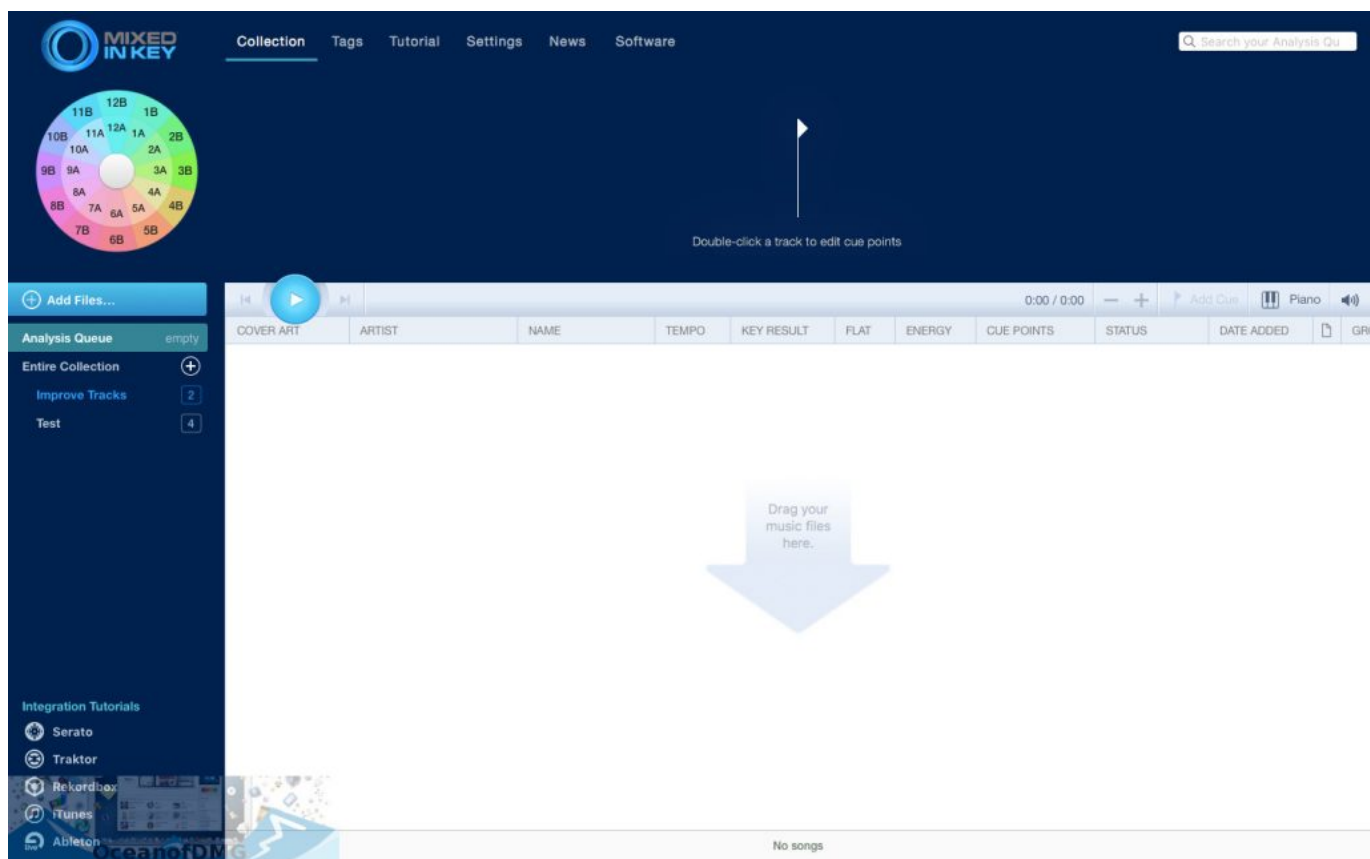 MIXED
IN KEY
Collection Tags Tutorial Settings News Software
Search your Analysis Qu
12B
11B 1B
12A
11A 1A
10B 2B
10A 2A
9B 9A 3A 3B
8A 4A
8B 4B
7A 6A 5A
7B 5B
6B
Double-click a track to edit cue points
Add Files...
0:00 / 0:00 Add Cue Piano
COVER ART ARTIST NAME TEMPO KEY RESULT FLAT ENERGY CUE POINTS STATUS DATE ADDED GR
Analysis Queue empty
Entire Collection
Improve Tracks 2
Test 4
Drag your
music files
here.
Integration Tutorials
Serato
Traktor
Rekordbox
iTunes
Live Ableton
OceanofDMG
No songs